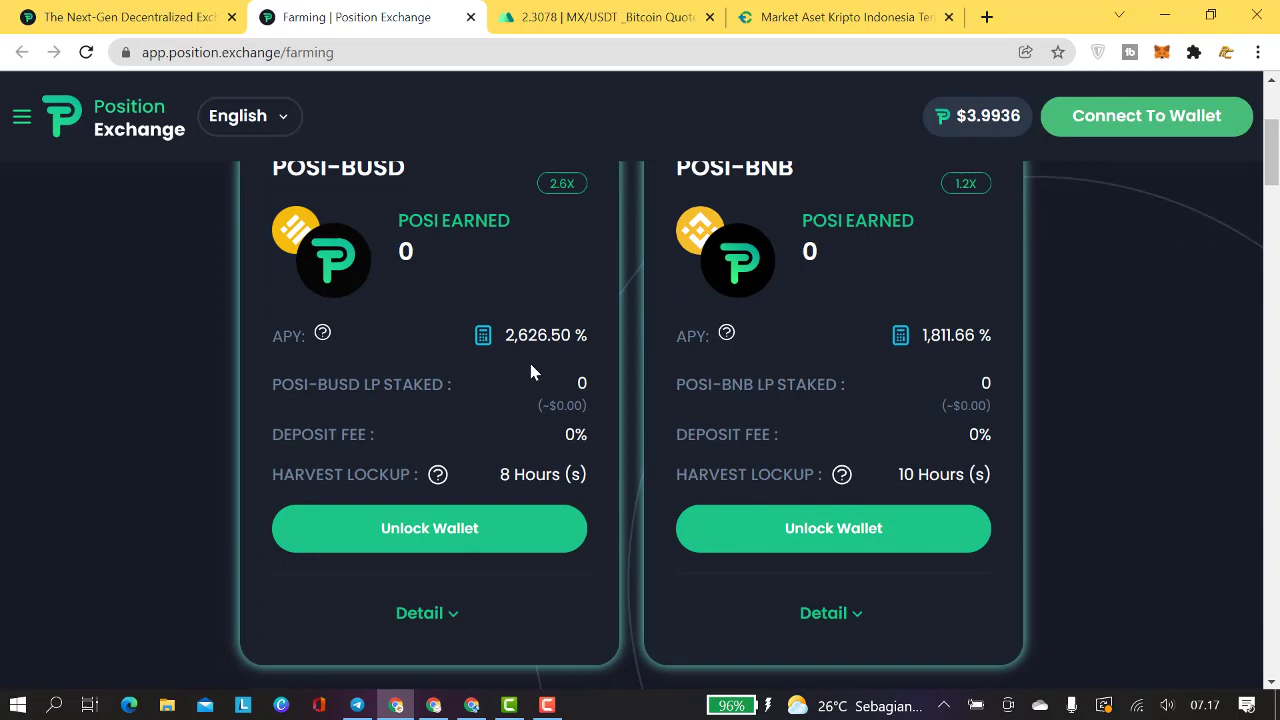 The Next-Gen Decentralized Exc
Farming | Position Exchange
2.3078 | MX/USDT _Bitcoin Quote
Market Aset Kripto Indonesia Ter
app.position.exchange/farming
Position
Exchange
English
$3.9936
Connect To Wallet
POSI-BUSD
2.6X
POSI EARNED
0
APY:
2,626.50 %
POSI-BUSD LP STAKED :
0
(~$0.00)
DEPOSIT FEE :
0%
HARVEST LOCKUP :
8 Hours (s)
Unlock Wallet
Detail
POSI-BNB
1.2X
POSI EARNED
0
APY:
1,811.66 %
POSI-BNB LP STAKED :
0
(~$0.00)
DEPOSIT FEE :
0%
HARVEST LOCKUP :
10 Hours (s)
Unlock Wallet
Detail
96%
26°C Sebagian...
07.17